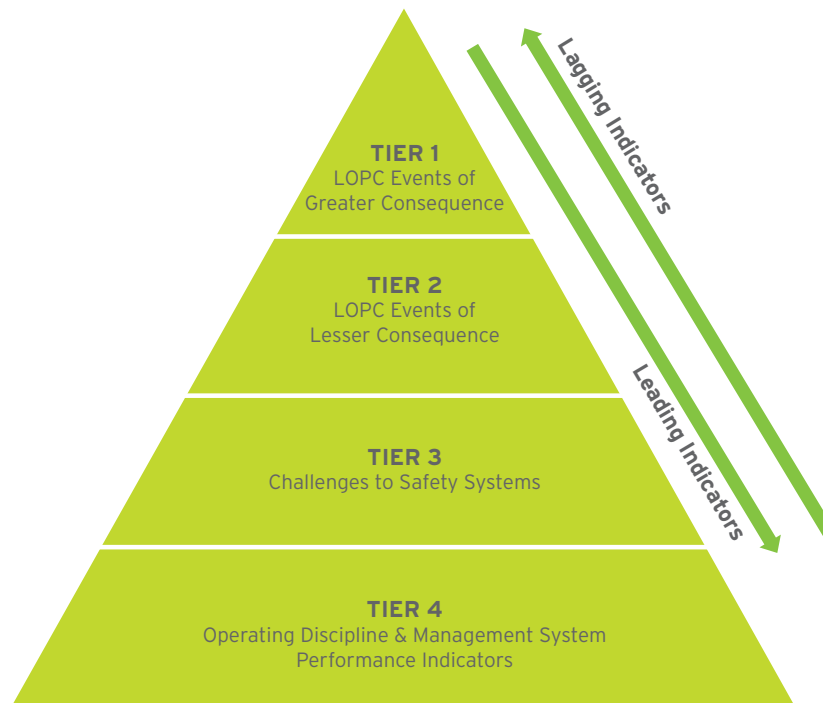 TIER 1
LOPC Events of
Greater Consequence
TIER 2
LOPC Events of
Lesser Consequence
TIER 3
Challenges to Safety Systems
TIER 4
Operating Discipline & Management System
Performance Indicators
Lagging Indicators
Leading Indicators